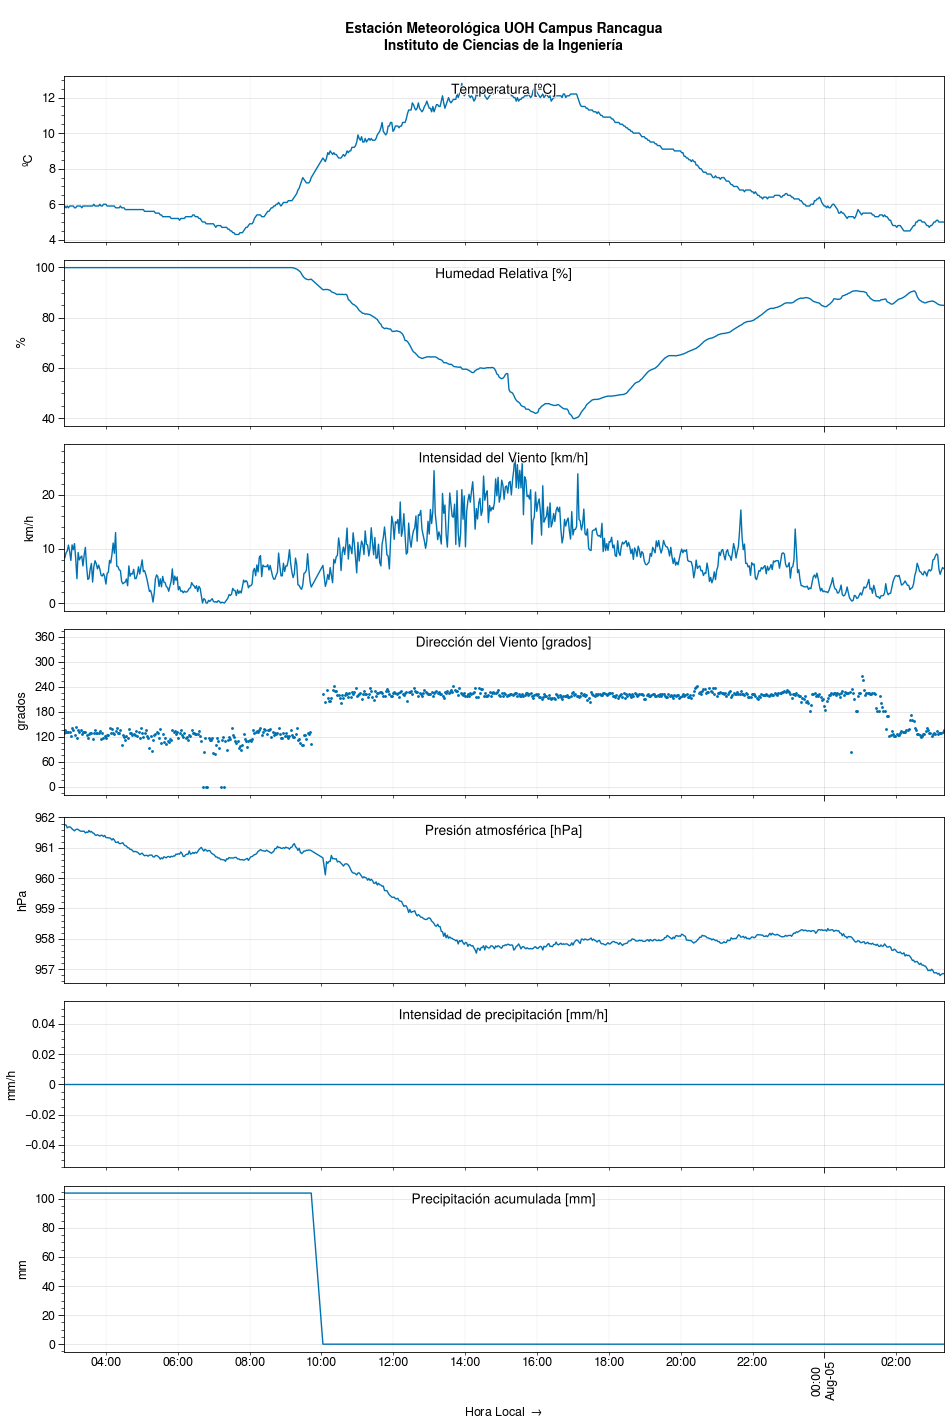 Estación Meteorológica UOH Campus Rancagua
Instituto de Ciencias de la Ingeniería
Temperatura [ºC]
12
10
8
6
4
ºC
Humedad Relativa [%]
100
80
60
40
%
Intensidad del Viento [km/h]
20
10
0
km/h
Dirección del Viento [grados]
360
300
240
180
120
60
0
grados
Presión atmosférica [hPa]
962
961
960
959
958
957
hPa
Intensidad de precipitación [mm/h]
0.04
0.02
0
−0.02
−0.04
mm/h
Precipitación acumulada [mm]
100
80
60
40
20
0
mm
04:00 06:00 08:00 10:00 12:00 14:00 16:00 18:00 20:00 22:00 00:00 02:00
Aug-05
Hora Local →